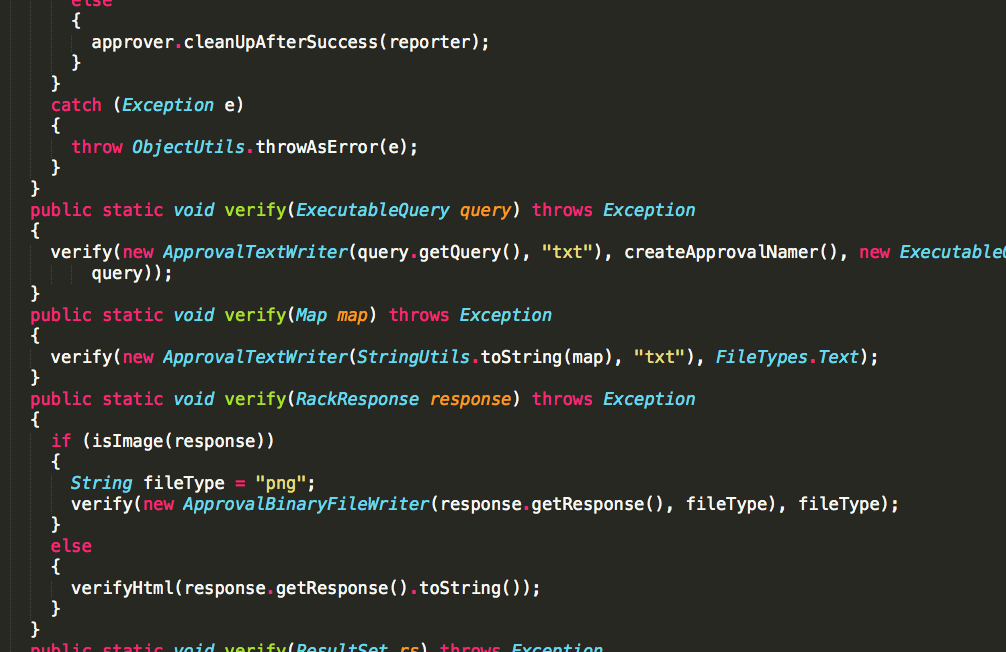 else
{
approver.cleanUpAfterSuccess(reporter);
}
}
catch (Exception e)
{
throw ObjectUtils.throwAsError(e);
}
}
public static void verify(ExecutableQuery query) throws Exception
{
verify(new ApprovalTextWriter(query.getQuery(), "txt"), createApprovalNamer(), new Executable
query));
}
public static void verify(Map map) throws Exception
{
verify(new ApprovalTextWriter(StringUtils.toString(map), "txt"), FileTypes.Text);
}
public static void verify(RackResponse response) throws Exception
{
if (isImage(response))
{
String fileType = "png";
verify(new ApprovalBinaryFileWriter(response.getResponse(), fileType), fileType);
}
else
{
verifyHtml(response.getResponse().toString());
}
}
public static void verify(ResultSet rs) throws Exception